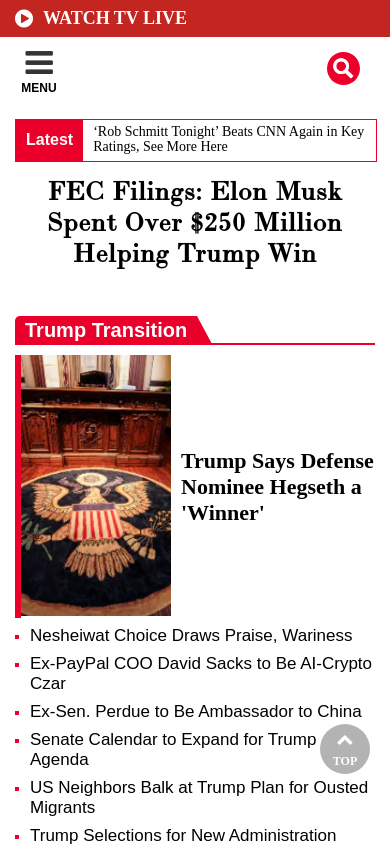 WATCH TV LIVE
MENU
Latest
‘Rob Schmitt Tonight’ Beats CNN Again in Key
Ratings, See More Here
FEC Filings: Elon Musk
Spent Over $250 Million
Helping Trump Win
Trump Transition
Trump Says Defense
Nominee Hegseth a
'Winner'
Nesheiwat Choice Draws Praise, Wariness
Ex-PayPal COO David Sacks to Be AI-Crypto
Czar
Ex-Sen. Perdue to Be Ambassador to China
Senate Calendar to Expand for Trump
Agenda
TOP
US Neighbors Balk at Trump Plan for Ousted
Migrants
Trump Selections for New Administration